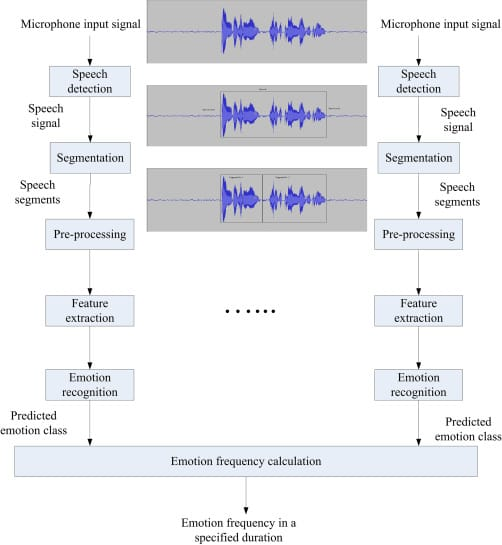 Microphone input signal
Microphone input signal
Speech
detection
Speech
detection
Speech
signal
Speech
signal
Segmentation
Segmentation
Speech
segments
Speech
segments
Pre-processing
Pre-processing
Feature
extraction
Feature
extraction
Emotion
recognition
Emotion
recognition
Predicted
emotion class
Predicted
emotion class
Emotion frequency calculation
Emotion frequency in a
specified duration